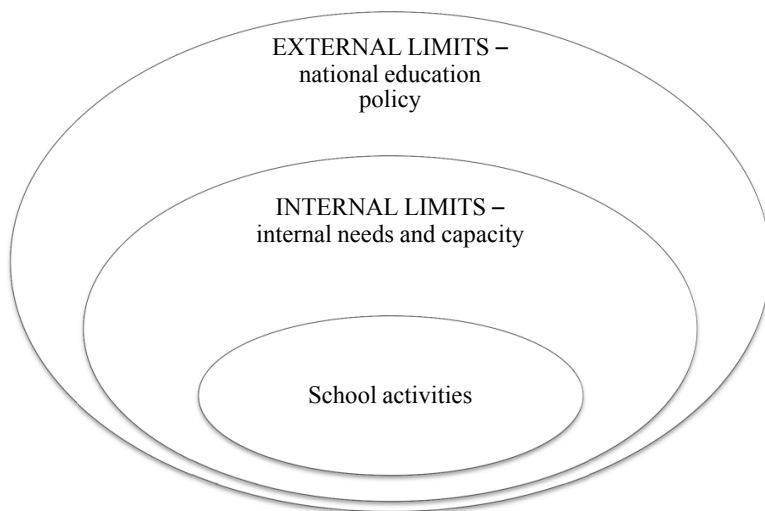 EXTERNAL LIMITS –
national education
policy
INTERNAL LIMITS –
internal needs and capacity
School activities